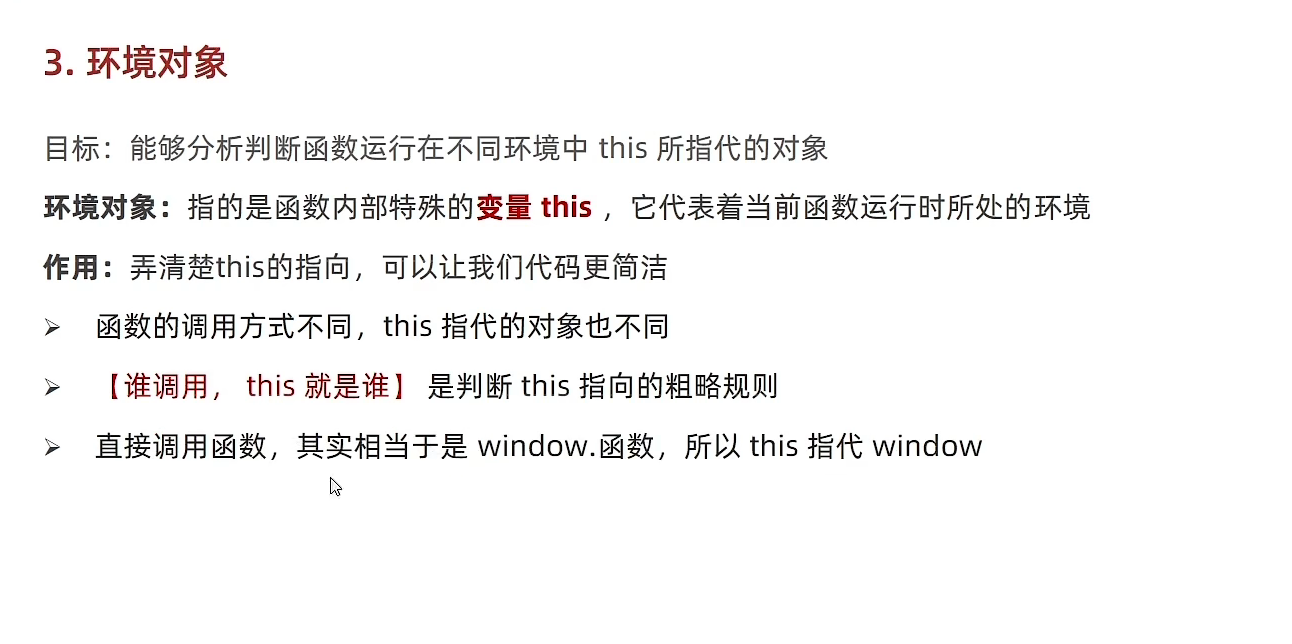 3. 环境对象
目标：能够分析判断函数运行在不同环境中 this 所指代的对象
环境对象：指的是函数内部特殊的变量 this ，它代表着当前函数运行时所处的环境
作用：弄清楚this的指向，可以让我们代码更简洁
➢ 函数的调用方式不同，this 指代的对象也不同
➢ 【谁调用， this 就是谁】 是判断 this 指向的粗略规则
➢ 直接调用函数，其实相当于是 window.函数，所以 this 指代 window